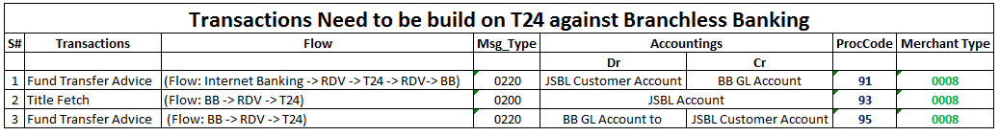 Transactions Need to be build on T24 against Branchless Banking
S# Transactions Flow Msg_Type Accountings ProcCode Merchant Type
Dr Cr
1 Fund Transfer Advice (Flow: Internet Banking -> RDV -> T24 -> RDV-> BB) 0220 JSBL Customer Account BB GL Account 91 0008
2 Title Fetch (Flow: BB -> RDV -> T24) 0200 JSBL Account 93 0008
3 Fund Transfer Advice (Flow: BB -> RDV -> T24) 0220 BB GL Account to JSBL Customer Account 95 0008